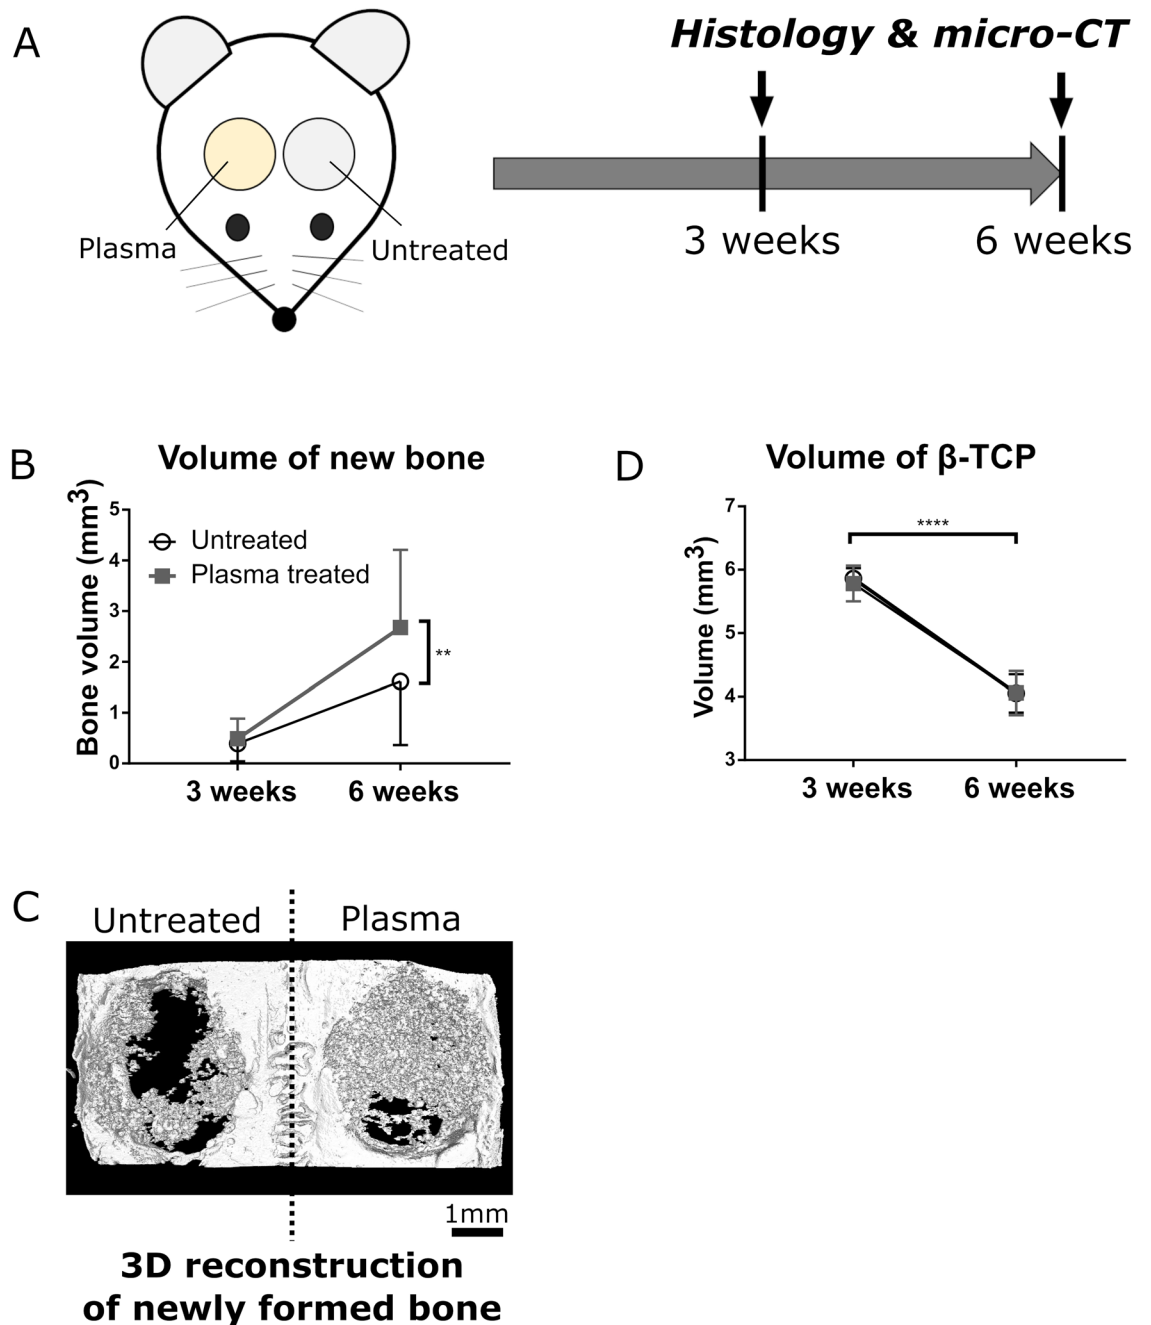 A
Histology & micro-CT
Plasma
Untreated
3 weeks
6 weeks
B
Volume of new bone
Bone volume (mm3)
5
4
3
2
1
0
Untreated
Plasma treated
**
3 weeks
6 weeks
D
Volume of β-TCP
Volume (mm3)
7
6
5
4
3
****
3 weeks
6 weeks
C
Untreated
Plasma
1mm
3D reconstruction
of newly formed bone